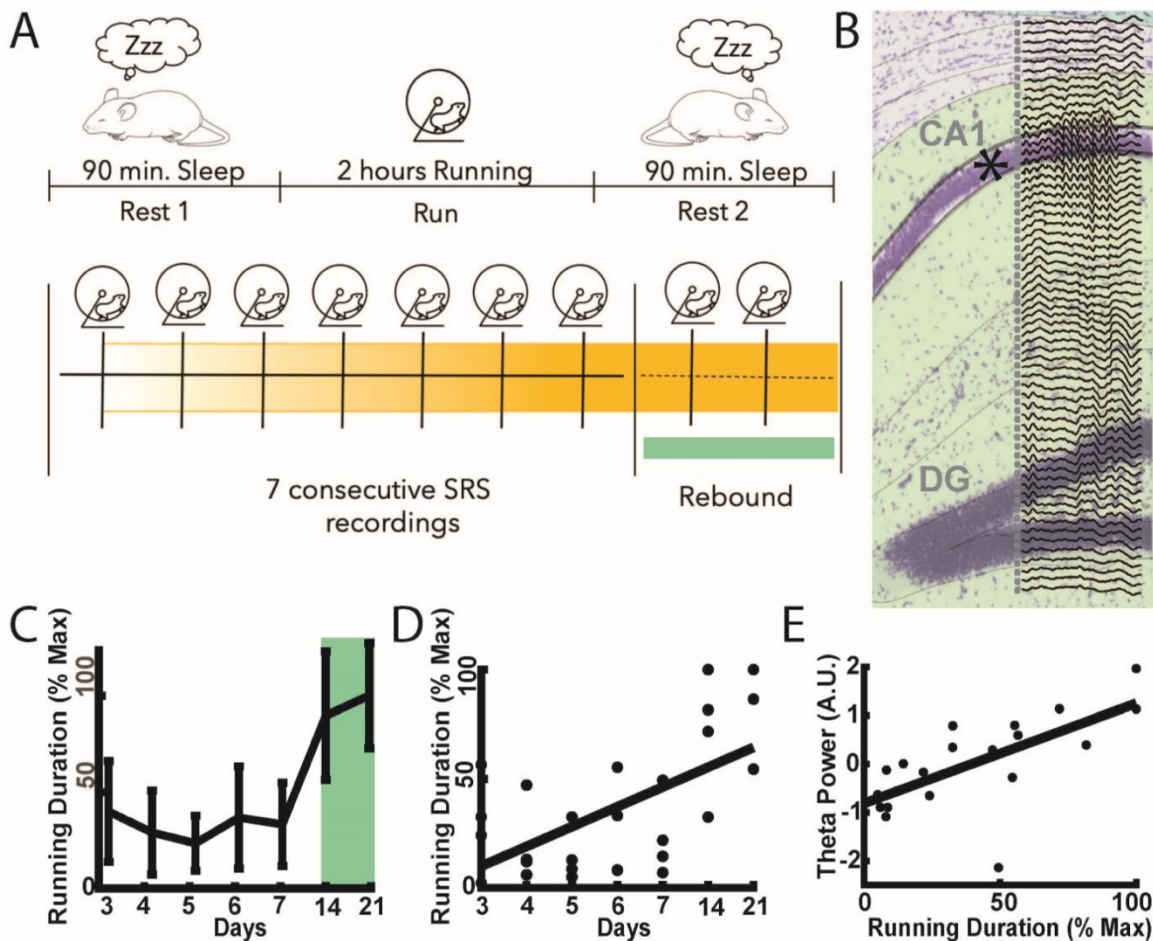 A
Zzz
Zzz
90 min. Sleep
2 hours Running
90 min. Sleep
Rest 1
Run
Rest 2
7 consecutive SRS
recordings
Rebound
B
CA1
*
DG
C
Running Duration (% Max)
100
50
0
3 4 5 6 7 14 21
Days
D
Running Duration (% Max)
100
50
0
3 4 5 6 7 14 21
Days
E
Theta Power (A.U.)
2
1
0
-1
-2
0 50 100
Running Duration (% Max)